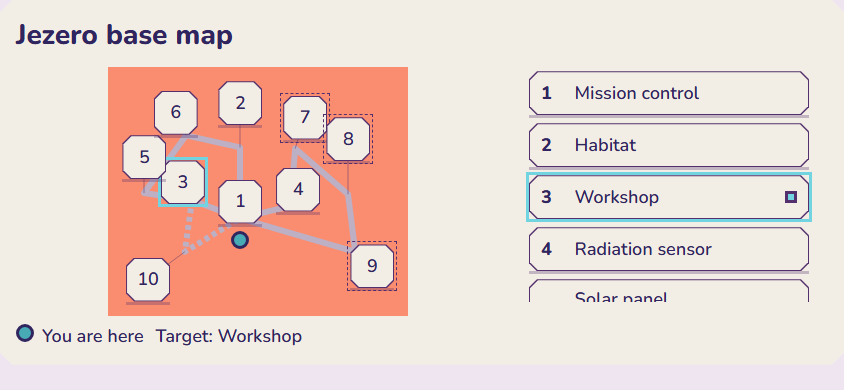 Jezero base map
6
2
7
8
5
3
4
1
9
10
1 Mission control
2 Habitat
3 Workshop
4 Radiation sensor
Solar panel
You are here Target: Workshop